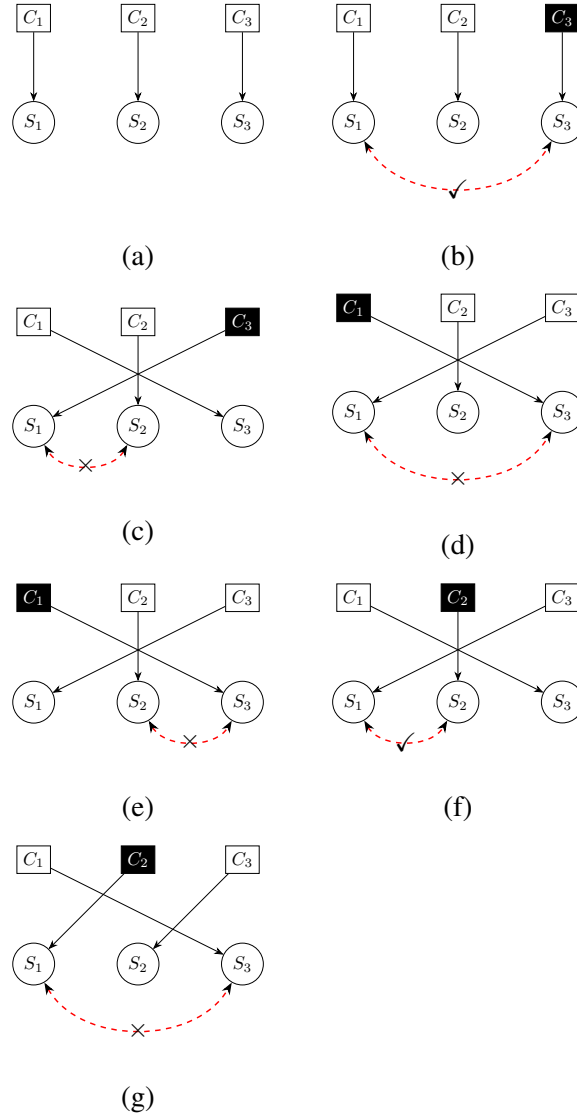 C1 C2 C3 C1 C2 C3
S1 S2 S3 S1 S2 S3
✓
(a) (b)
C1 C2 C3 C1 C2 C3
S1 S2 S3 S1 S2 S3
× ×
(c) (d)
C1 C2 C3 C1 C2 C3
S1 S2 S3 S1 S2 S3
× ✓
(e) (f)
C1 C2 C3
S1 S2 S3
×
(g)